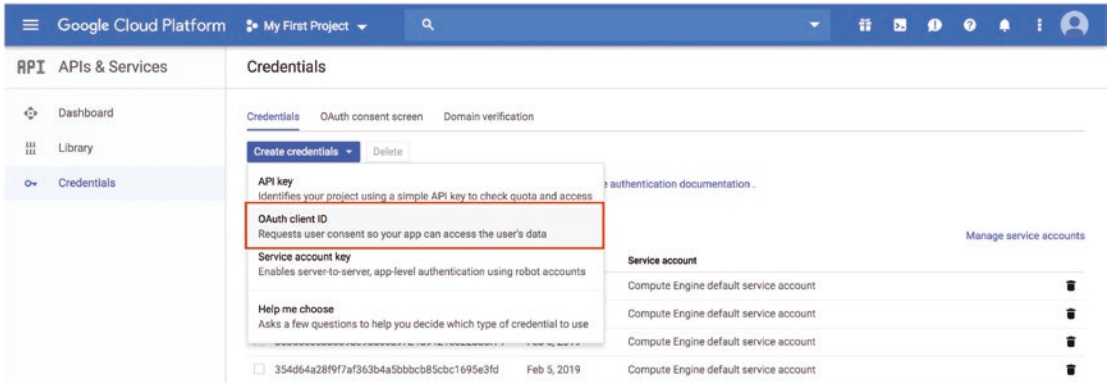 Google Cloud Platform My First Project
API APIs & Services Credentials
Dashboard
Library
Credentials
Credentials OAuth consent screen Domain verification
Create credentials Delete
API key
Identifies your project using a simple API key to check quota and access
authentication documentation .
OAuth client ID
Requests user consent so your app can access the user's data
Manage service accounts
Service account key
Enables server-to-server, app-level authentication using robot accounts
Help me choose
Asks a few questions to help you decide which type of credential to use
Service account
Compute Engine default service account
Compute Engine default service account
Compute Engine default service account
354d64a28f9f7af363b4a5bbbcb85cbc1695e3fd Feb 5, 2019 Compute Engine default service account